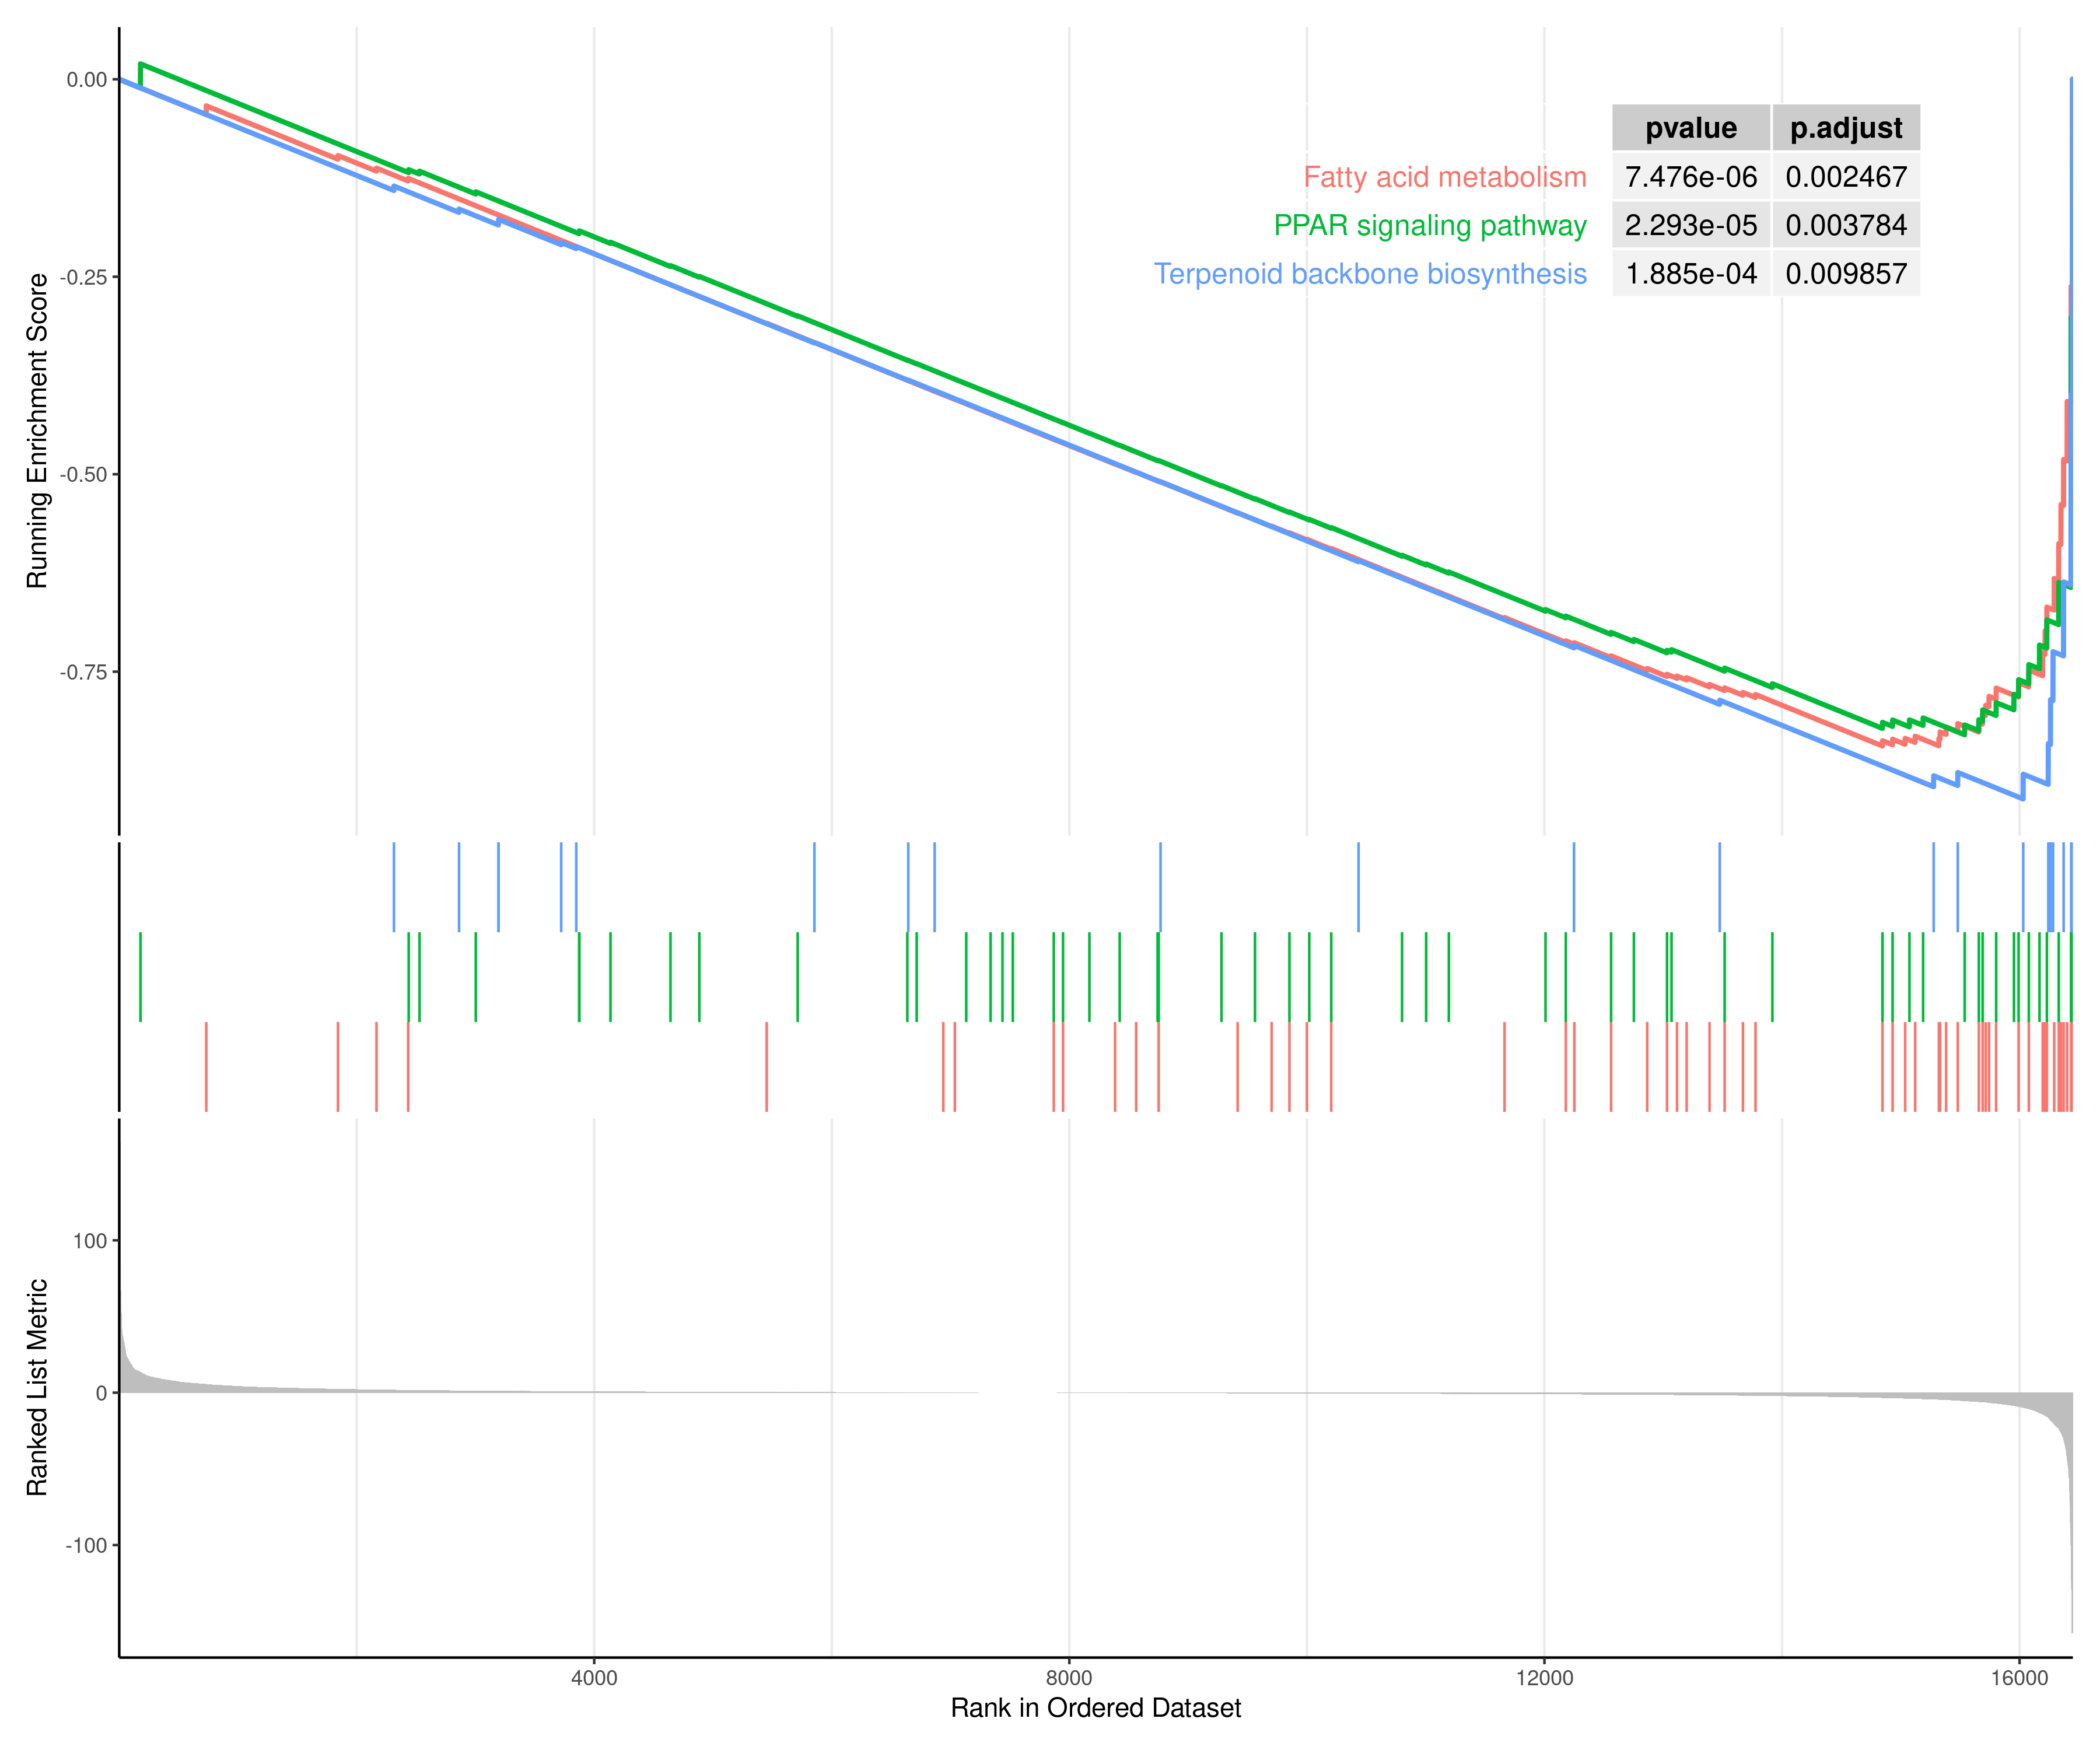 0.00
-0.25
-0.50
-0.75
Running Enrichment Score
pvalue p.adjust
Fatty acid metabolism 7.476e-06 0.002467
PPAR signaling pathway 2.293e-05 0.003784
Terpenoid backbone biosynthesis 1.885e-04 0.009857
100
0
-100
Ranked List Metric
4000 8000 12000 16000
Rank in Ordered Dataset